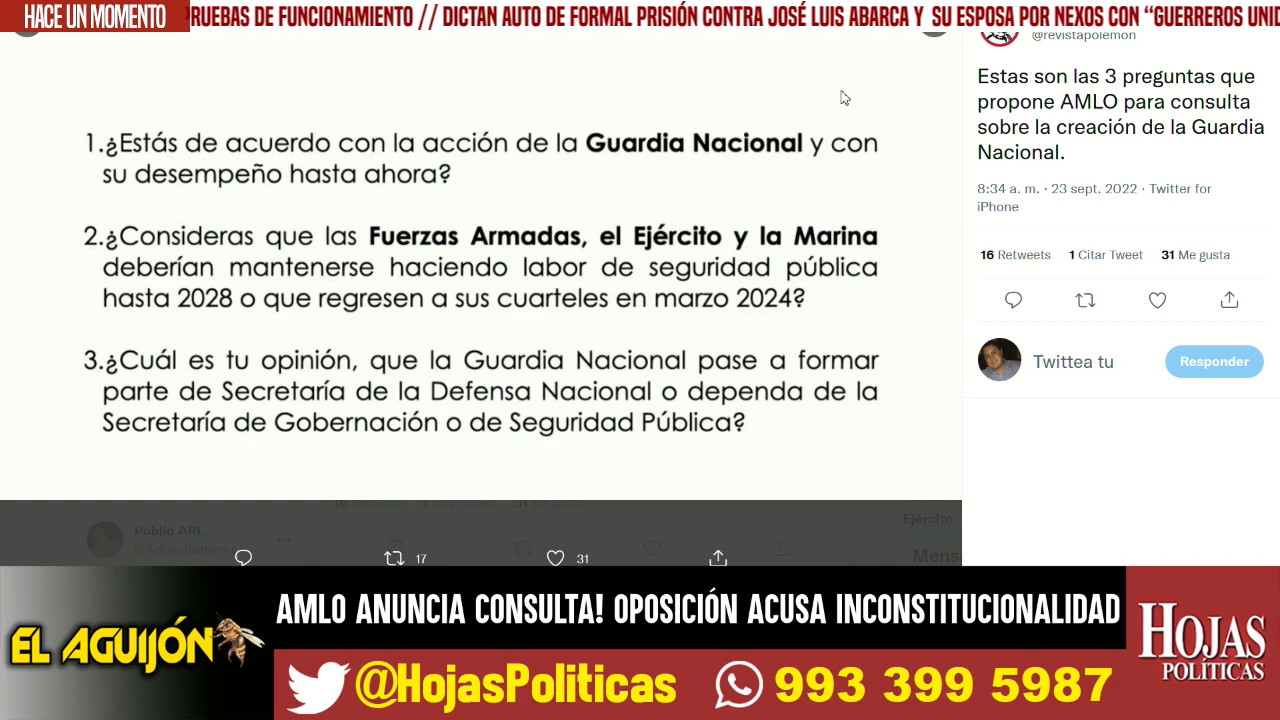 HACE UN MOMENTO
RUEBAS DE FUNCIONAMIENTO // DICTAN AUTO DE FORMAL PRISIÓN CONTRA JOSÉ LUIS ABARCA Y SU ESPOSA POR NEXOS CON “GUERREROS UNID
@revistapolemon
Estas son las 3 preguntas que
propone AMLO para consulta
sobre la creación de la Guardia
Nacional.
8:34 a. m. · 23 sept. 2022 · Twitter for
iPhone
16 Retweets 1 Citar Tweet 31 Me gusta
Twittea tu
Responder
1.¿Estás de acuerdo con la acción de la Guardia Nacional y con
su desempeño hasta ahora?
2.¿Consideras que las Fuerzas Armadas, el Ejército y la Marina
deberían mantenerse haciendo labor de seguridad pública
hasta 2028 o que regresen a sus cuarteles en marzo 2024?
3.¿Cuál es tu opinión, que la Guardia Nacional pase a formar
parte de Secretaría de la Defensa Nacional o dependa de la
Secretaría de Gobernación o de Seguridad Pública?
Publio ARL.
Ejército
Mens
17
31
EL AGUIJÓN
AMLO ANUNCIA CONSULTA! OPOSICIÓN ACUSA INCONSTITUCIONALIDAD
@HojasPoliticas
993 399 5987
HOJAS
POLÍTICAS